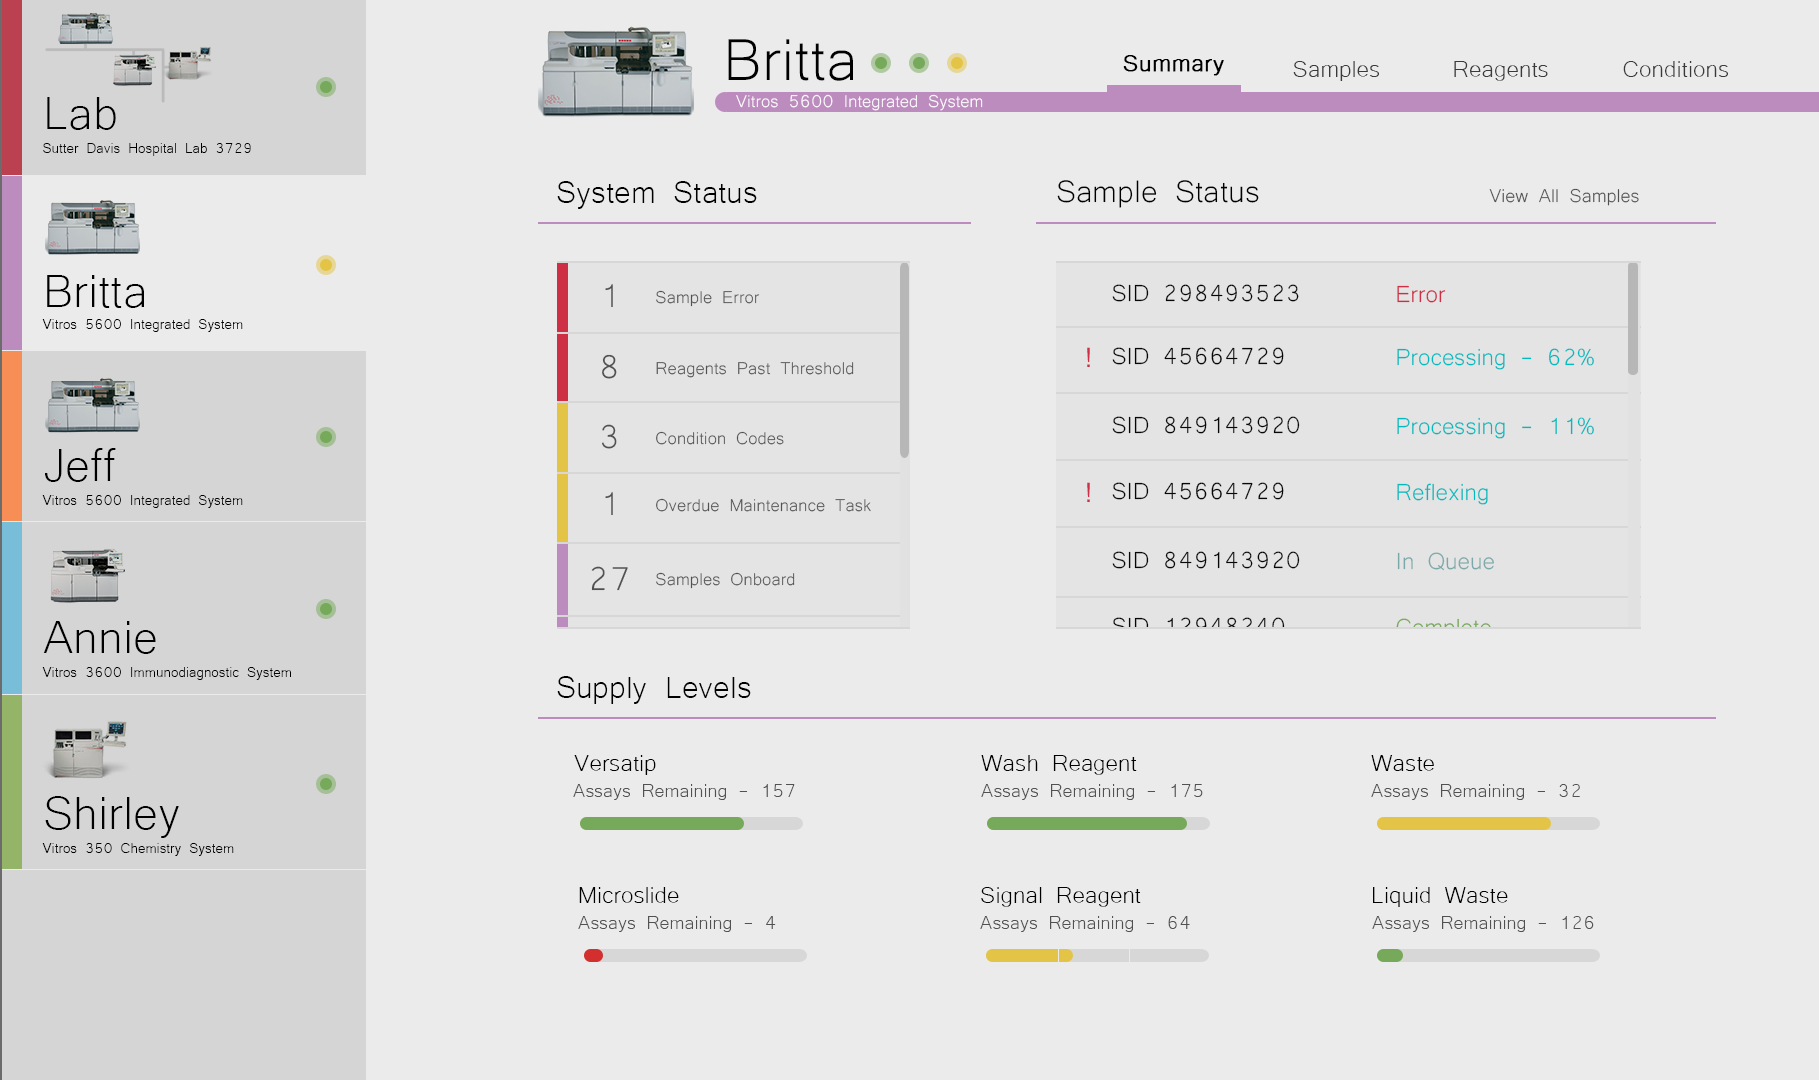 Lab
Sutter Davis Hospital Lab 3729
Britta
Vitros 5600 Integrated System
Jeff
Vitros 5600 Integrated System
Annie
Vitros 3600 Immunodiagnostic System
Shirley
Vitros 350 Chemistry System
Britta
Vitros 5600 Integrated System
Summary
Samples
Reagents
Conditions
System Status
1 Sample Error
8 Reagents Past Threshold
3 Condition Codes
1 Overdue Maintenance Task
27 Samples Onboard
Sample Status
View All Samples
SID 298493523 Error
! SID 45664729 Processing - 62%
SID 849143920 Processing - 11%
! SID 45664729 Reflexing
SID 849143920 In Queue
SID 12948240 Complete
Supply Levels
Versatip
Assays Remaining - 157
Wash Reagent
Assays Remaining - 175
Waste
Assays Remaining - 32
Microslide
Assays Remaining - 4
Signal Reagent
Assays Remaining - 64
Liquid Waste
Assays Remaining - 126